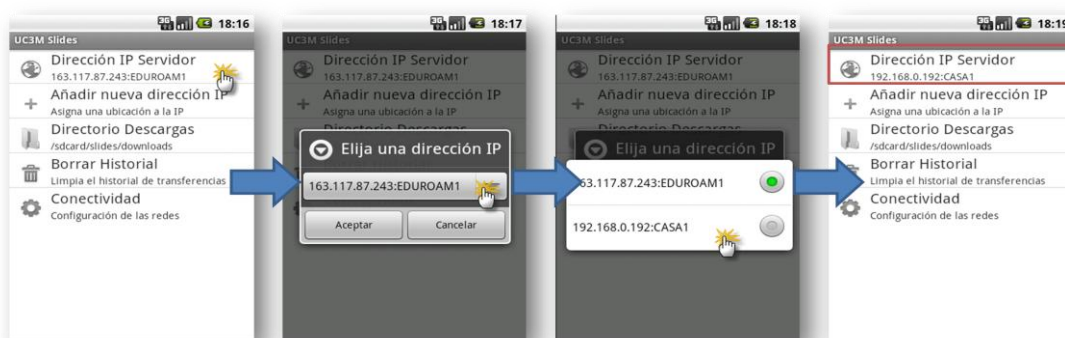 18:16
UC3M Slides
Dirección IP Servidor
163.117.87.243:EDUROAM1
Añadir nueva dirección IP
Asigna una ubicación a la IP
Directorio Descargas
/sdcard/slides/downloads
Borrar Historial
Limpia el historial de transferencias
Conectividad
Configuración de las redes
18:17
UC3M Slides
Dirección IP Servidor
163.117.87.243:EDUROAM1
Añadir nueva dirección IP
Asigna una ubicación a la IP
Directorio Descargas
Elija una dirección IP
163.117.87.243:EDUROAM1
Aceptar
Cancelar
18:18
UC3M Slides
Dirección IP Servidor
163.117.87.243:EDUROAM1
Añadir nueva dirección IP
Asigna una ubicación a la IP
Directorio Descargas
Elija una dirección IP
63.117.87.243:EDUROAM1
192.168.0.192:CASA1
18:19
UC3M Slides
Dirección IP Servidor
192.168.0.192:CASA1
Añadir nueva dirección IP
Asigna una ubicación a la IP
Directorio Descargas
/sdcard/slides/downloads
Borrar Historial
Limpia el historial de transferencias
Conectividad
Configuración de las redes